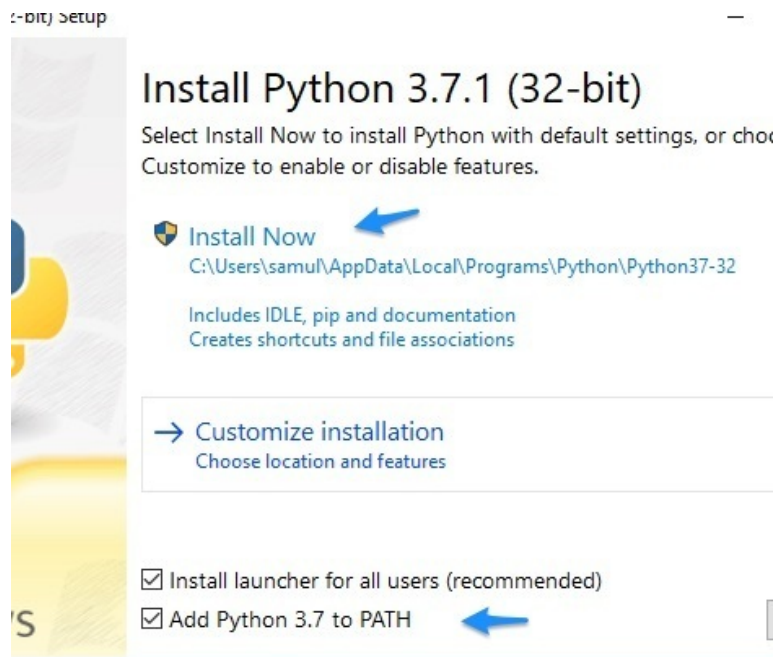 2-bit) Setup
Install Python 3.7.1 (32-bit)
Select Install Now to install Python with default settings, or choo
Customize to enable or disable features.
Install Now
C:\Users\samul\AppData\Local\Programs\Python\Python37-32
Includes IDLE, pip and documentation
Creates shortcuts and file associations
Customize installation
Choose location and features
Install launcher for all users (recommended)
Add Python 3.7 to PATH